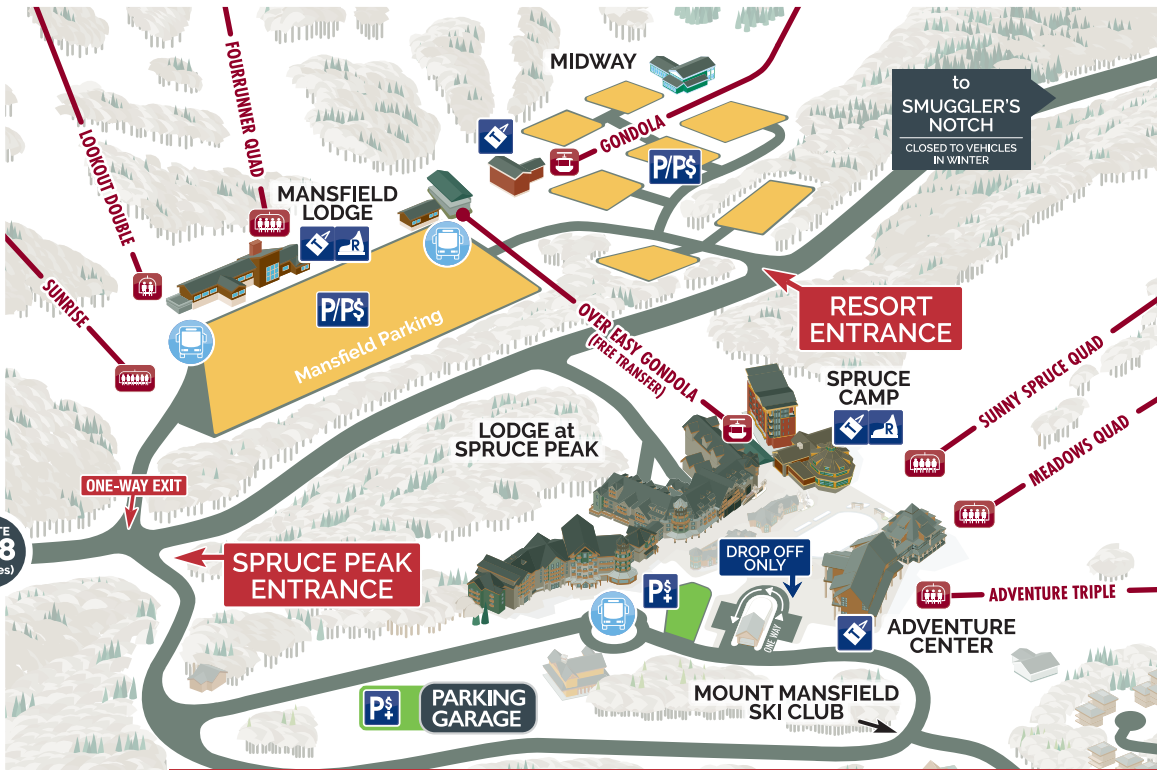 MIDWAY
to
SMUGGLER'S
NOTCH
CLOSED TO VEHICLES
IN WINTER
FOURRUNNER QUAD
LOOKOUT DOUBLE
SUNRISE
GONDOLA
T
P/P$
MANSFIELD
LODGE
T
R
P/P$
Mansfield Parking
RESORT
ENTRANCE
OVER EASY GONDOLA
(FREE TRANSFER)
SUNNY SPRUCE QUAD
MEADOWS QUAD
SPRUCE
CAMP
T
R
LODGE at
SPRUCE PEAK
ONE-WAY EXIT
TE
8
es)
SPRUCE PEAK
ENTRANCE
DROP OFF
ONLY
P$+
ONE WAY
ADVENTURE TRIPLE
T
ADVENTURE
CENTER
P$+
PARKING
GARAGE
MOUNT MANSFIELD
SKI CLUB